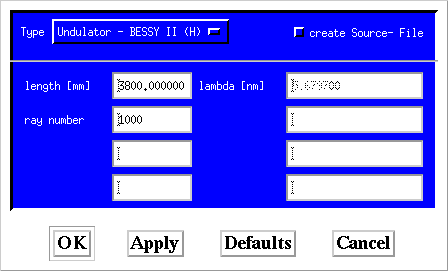 Type Undulator - BESSY II (H) create Source- File
length [mm] 3800.000000 lambda [nm]
ray number 1000
OK Apply Defaults Cancel